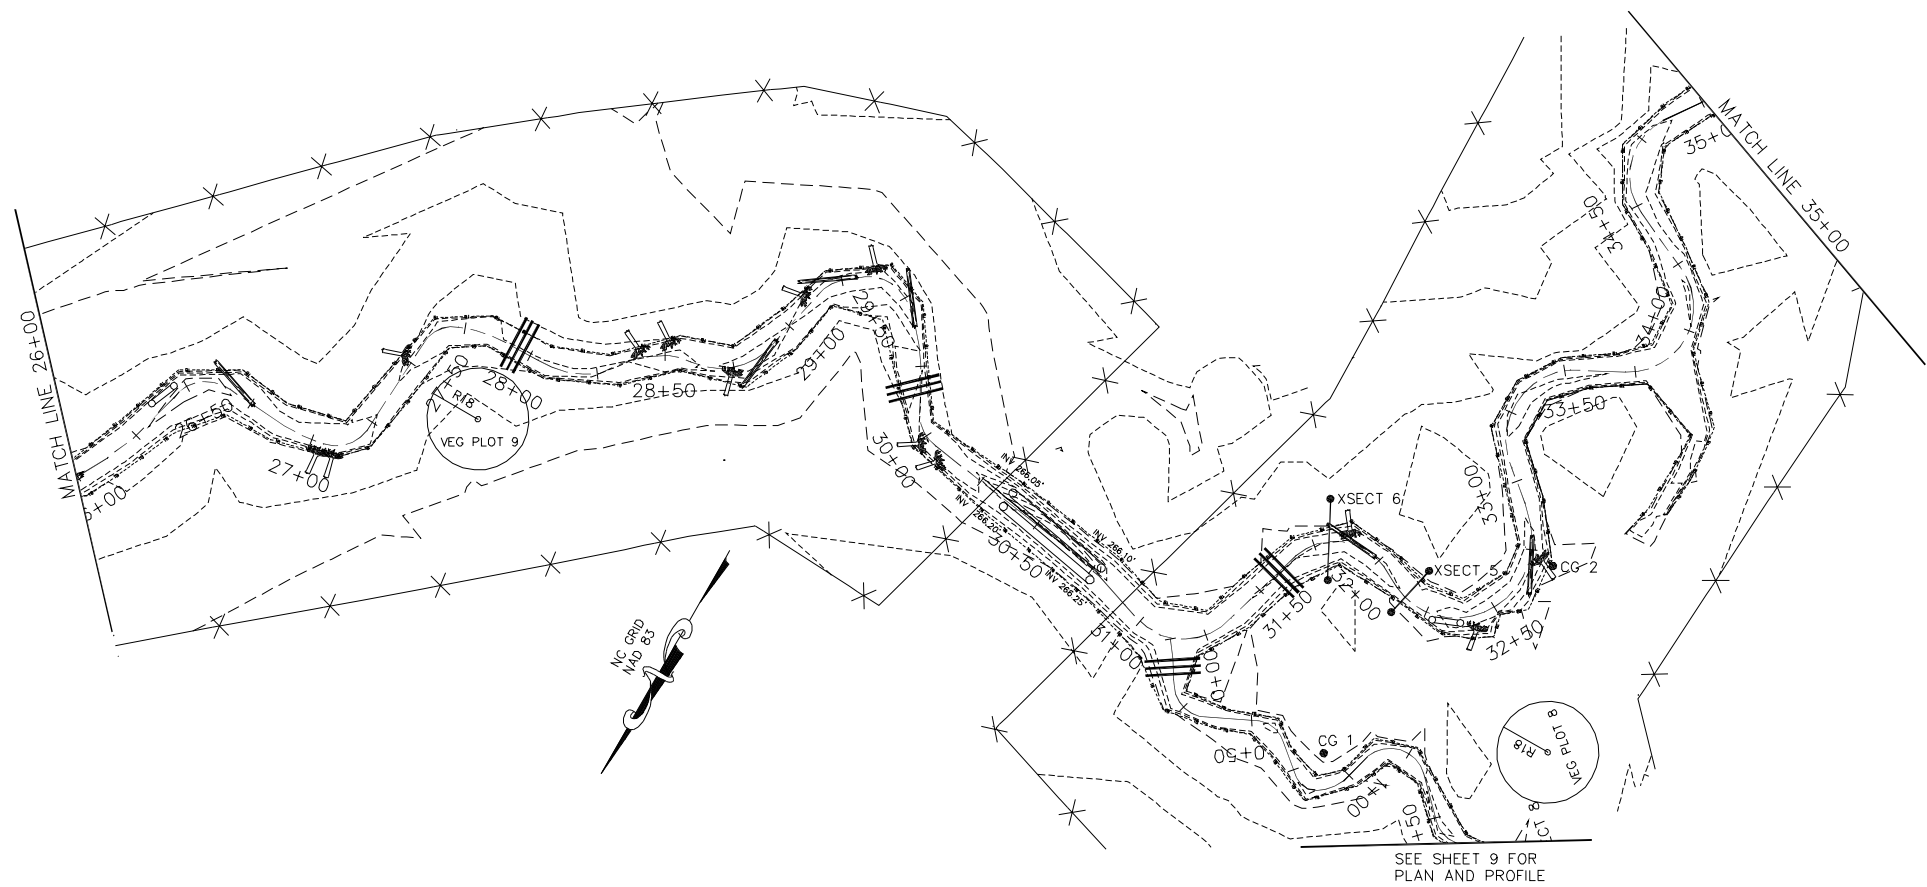 MATCH LINE 26+00
26+50
27+00
27+50
28+00
R18
VEG PLOT 9
28+50
29+00
29+50
30+00
INV 266.05'
INV 266.20'
30+50
INV 266.10'
INV 266.25'
31+00
31+50
XSECT 6
32+00
XSECT 5
CG 2
32+50
33+00
33+50
34+00
34+50
MATCH LINE 35+00
NC GRID
NAD 83
0+00
0+50
CG 1
R18
VEG PLOT 8
SEE SHEET 9 FOR
PLAN AND PROFILE